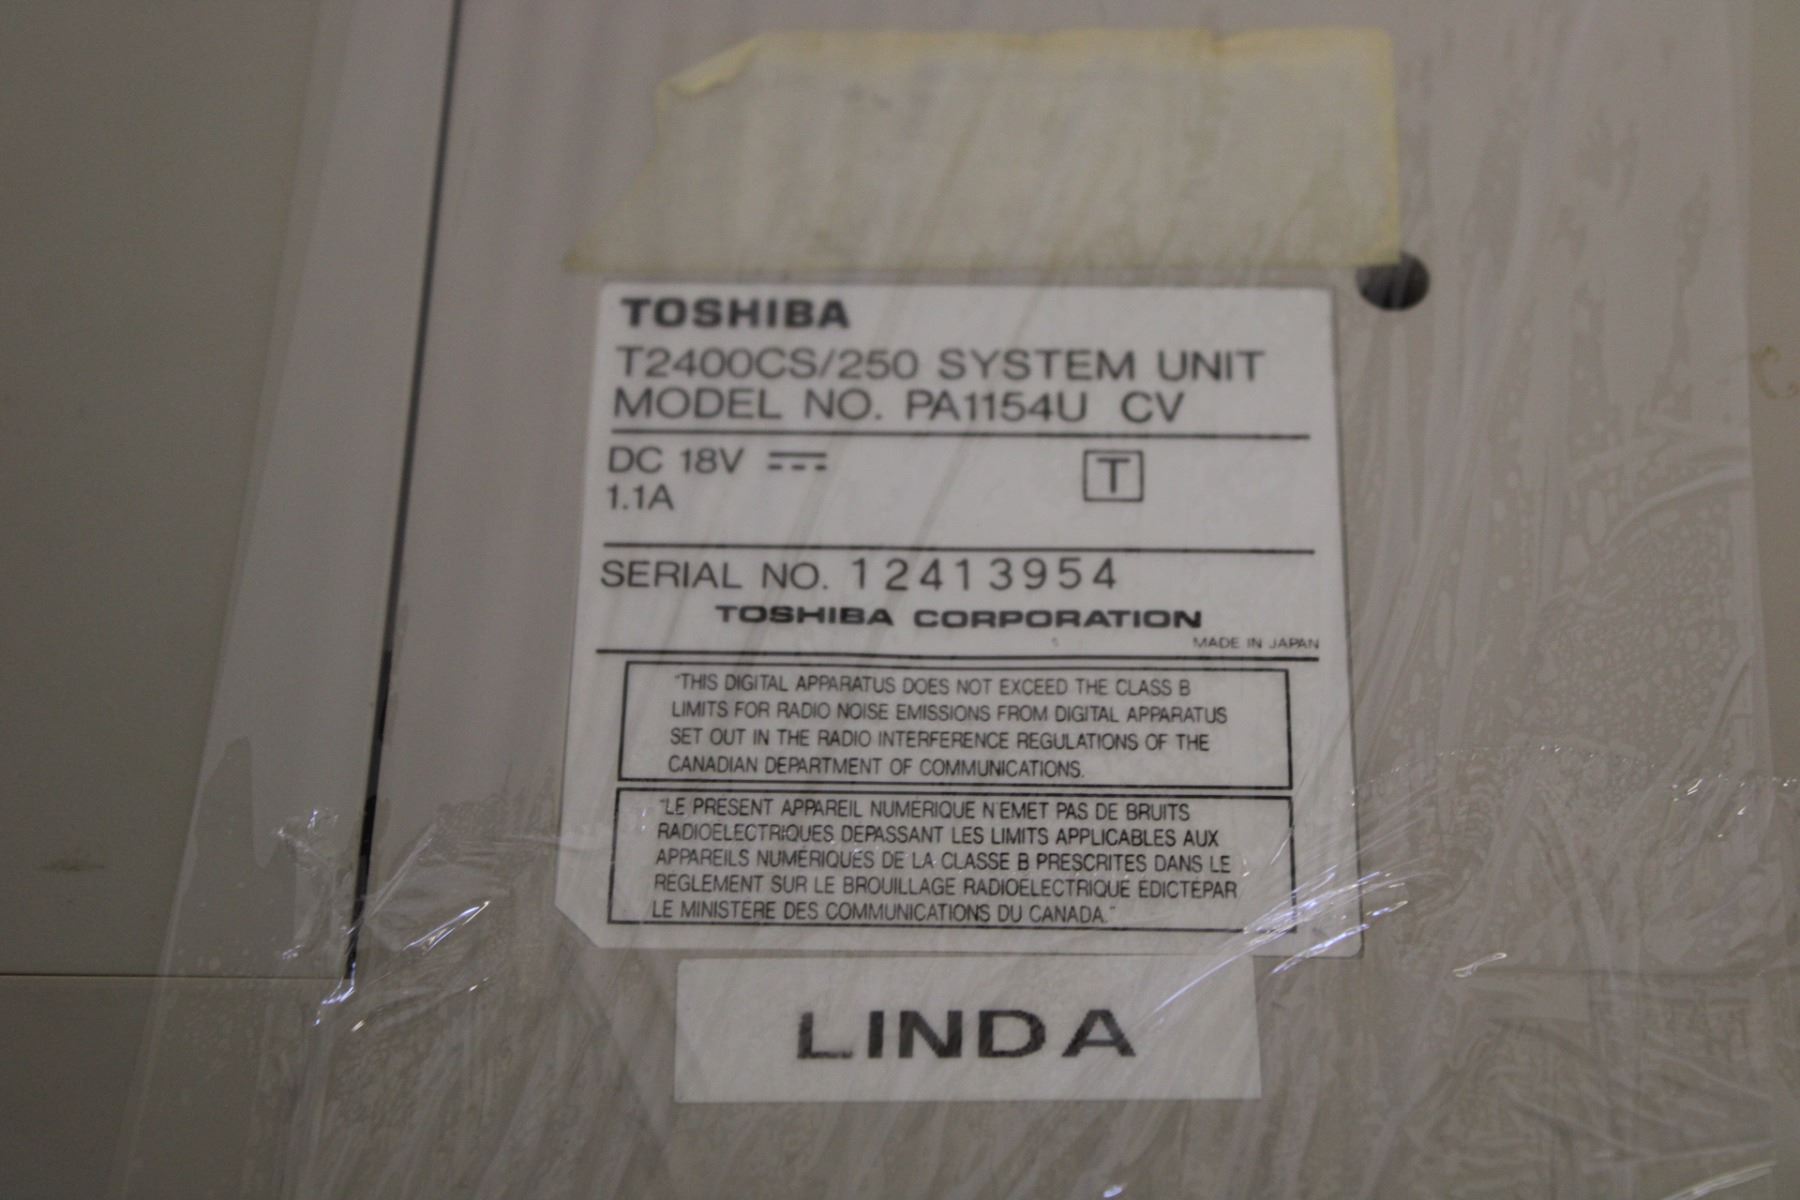 TOSHIBA
T2400CS/250 SYSTEM UNIT
MODEL NO. PA1154U CV
DC 18V
1.1A
T
SERIAL NO. 12413954
TOSHIBA CORPORATION
MADE IN JAPAN
"THIS DIGITAL APPARATUS DOES NOT EXCEED THE CLASS B
LIMITS FOR RADIO NOISE EMISSIONS FROM DIGITAL APPARATUS
SET OUT IN THE RADIO INTERFERENCE REGULATIONS OF THE
CANADIAN DEPARTMENT OF COMMUNICATIONS.
"LE PRESENT APPAREIL NUMÉRIQUE N'EMET PAS DE BRUITS
RADIOELECTRIQUES DEPASSANT LES LIMITS APPLICABLES AUX
APPAREILS NUMÉRIQUES DE LA CLASSE B PRESCRITES DANS LE
REGLEMENT SUR LE BROUILLAGE RADIOELECTRIQUE EDICTEPAR
LE MINISTERE DES COMMUNICATIONS DU CANADA."
LINDA